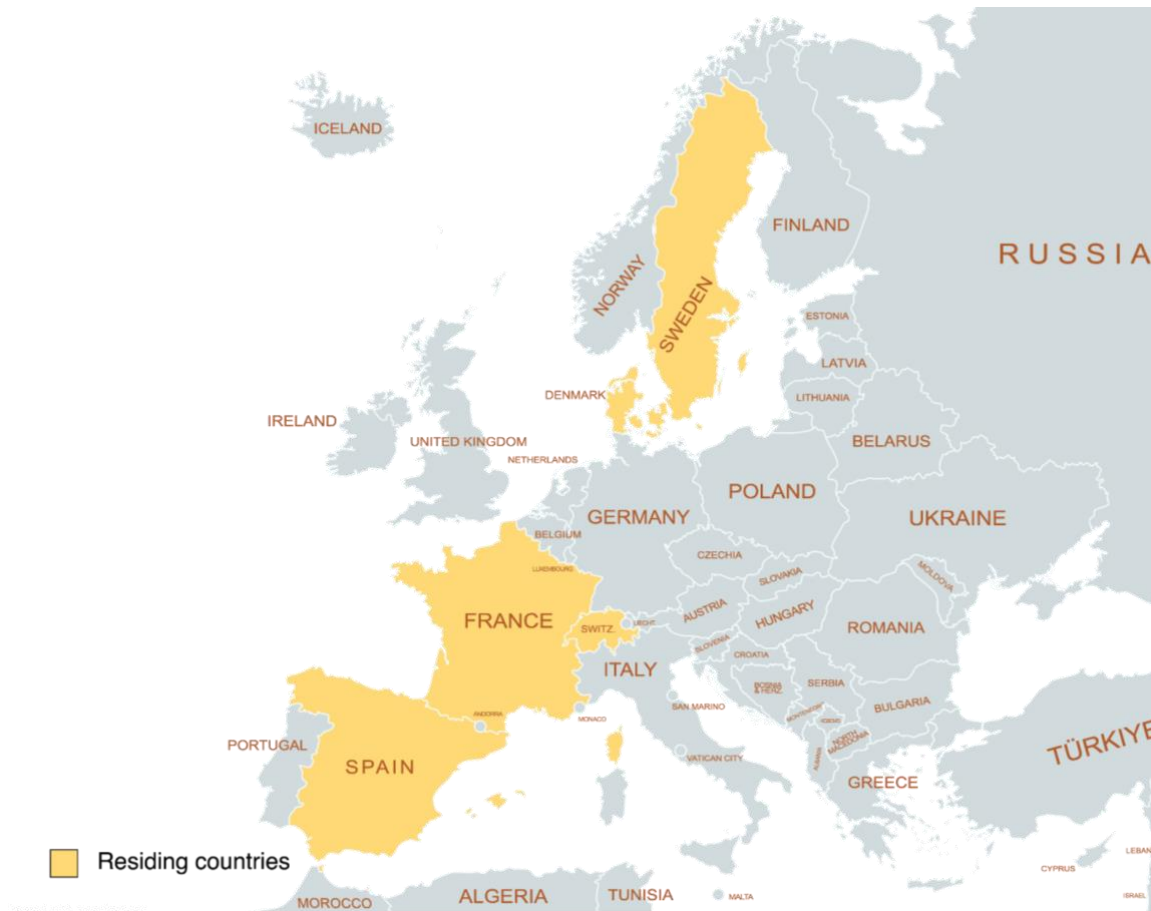 ICELAND
FINLAND
RUSSIA
NORWAY
SWEDEN
ESTONIA
LATVIA
DENMARK
LITHUANIA
IRELAND
UNITED KINGDOM
BELARUS
NETHERLANDS
POLAND
GERMANY
UKRAINE
BELGIUM
CZECHIA
LUXEMBOURG
SLOVAKIA
MOLDOVA
AUSTRIA
HUNGARY
FRANCE
SWITZ.
LIECHT.
ROMANIA
SLOVENIA
CROATIA
ITALY
BOSNIA
& HERZ.
SERBIA
SAN MARINO
BULGARIA
ANDORRA
MONACO
MONTENEGRO
KOSOVO
PORTUGAL
NORTH
MACEDONIA
TÜRKIYE
SPAIN
VATICAN CITY
ALBANIA
GREECE
Residing countries
LEBAN
CYPRUS
ALGERIA
TUNISIA
MALTA
ISRAEL
MOROCCO